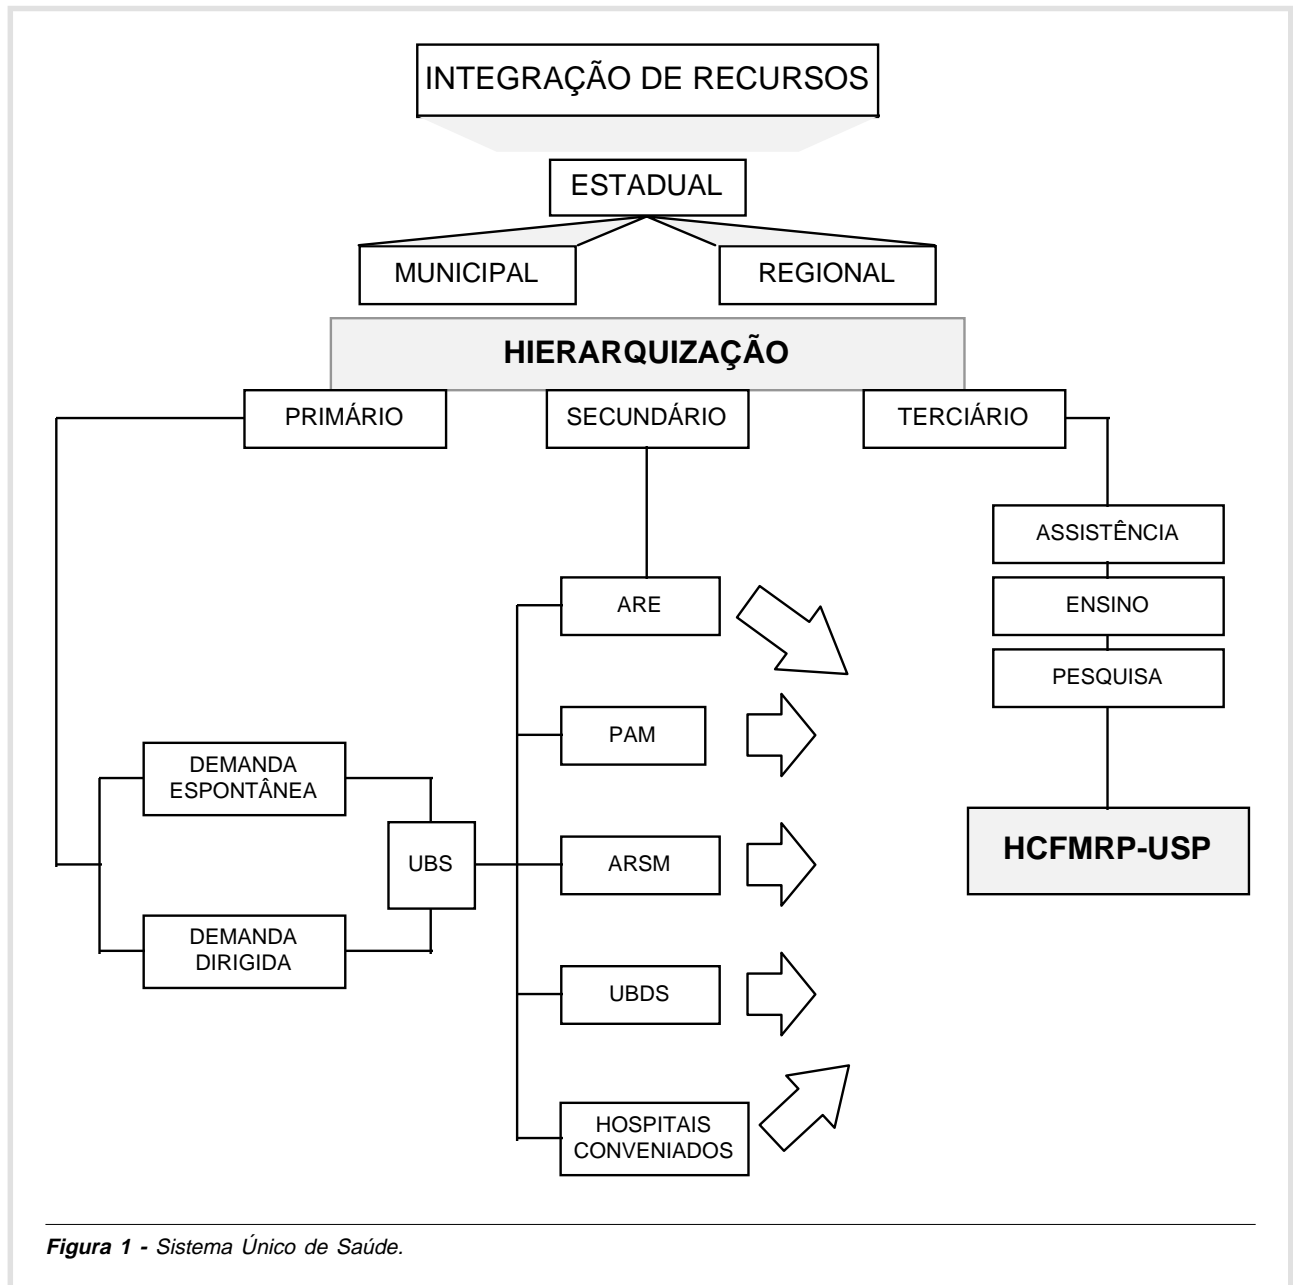 INTEGRAÇÃO DE RECURSOS
ESTADUAL
MUNICIPAL
REGIONAL
HIERARQUIZAÇÃO
PRIMÁRIO
SECUNDÁRIO
TERCIÁRIO
ASSISTÊNCIA
ENSINO
PESQUISA
HCFMRP-USP
ARE
PAM
ARSM
UBDS
HOSPITAIS
CONVENIADOS
DEMANDA
ESPONTÂNEA
UBS
DEMANDA
DIRIGIDA
Figura 1 - Sistema Único de Saúde.